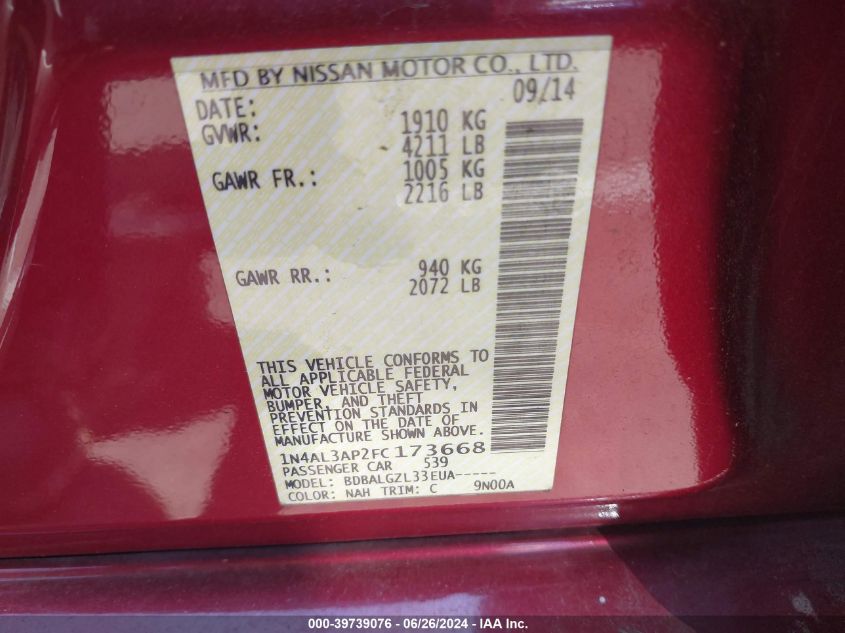 MFD BY NISSAN MOTOR CO., LTD.
DATE: 09/14
GVWR: 1910 KG
4211 LB
GAWR FR.: 1005 KG
2216 LB
GAWR RR.: 940 KG
2072 LB
THIS VEHICLE CONFORMS TO
ALL APPLICABLE FEDERAL
MOTOR VEHICLE SAFETY,
BUMPER, AND THEFT
PREVENTION STANDARDS IN
EFFECT ON THE DATE OF
MANUFACTURE SHOWN ABOVE.
1N4AL3AP2FC173668
PASSENGER CAR 539
MODEL: BDBALGZL33EUA-----
COLOR: NAH TRIM: C 9N00A
000-39739076 - 06/26/2024 - IAA Inc.